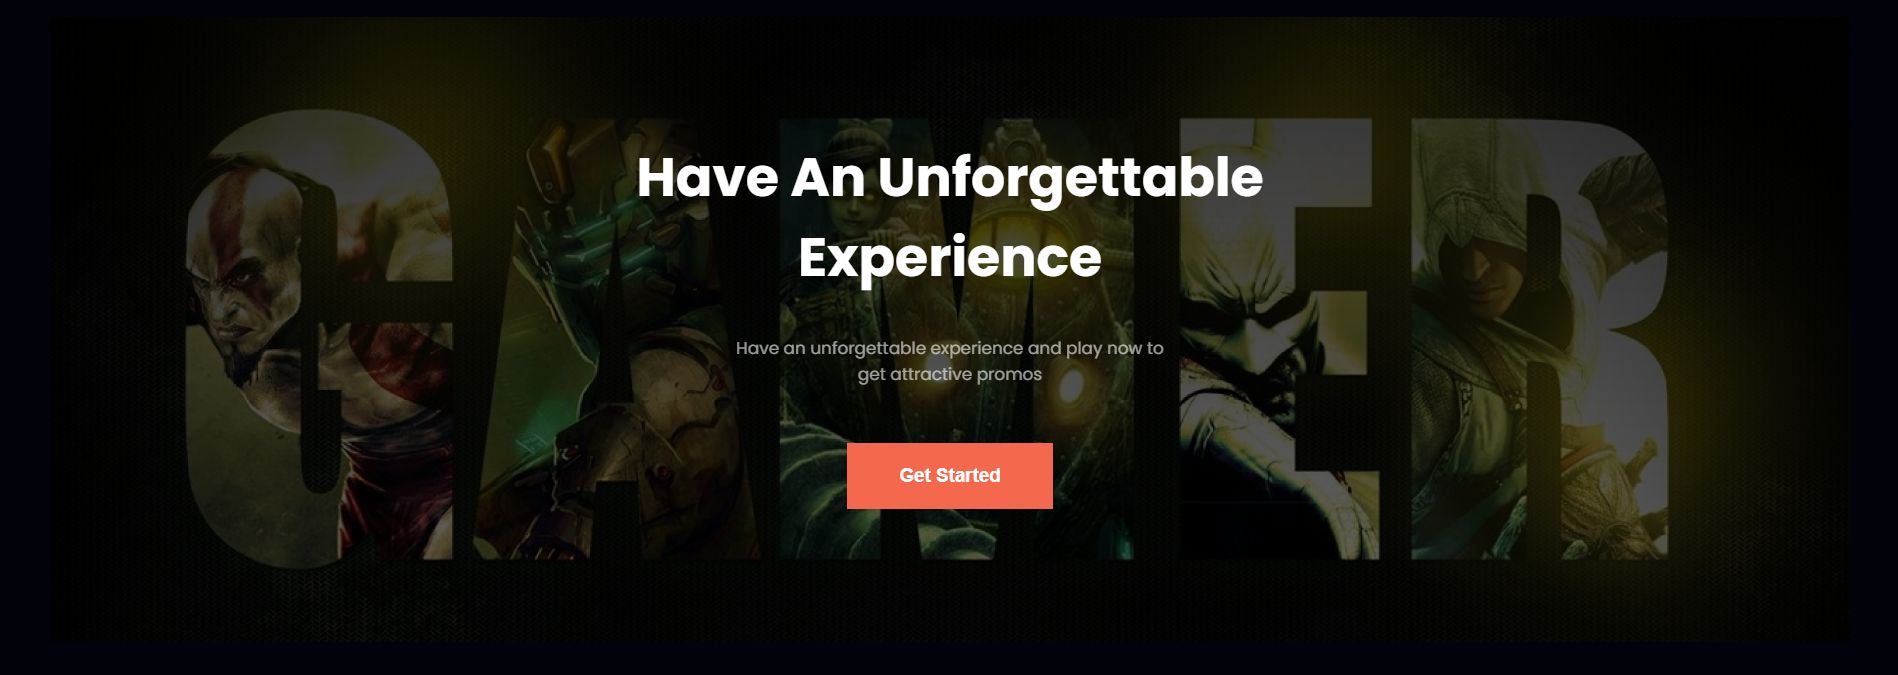 GAMER
Have An Unforgettable
Experience
Have an unforgettable experience and play now to
get attractive promos
Get Started